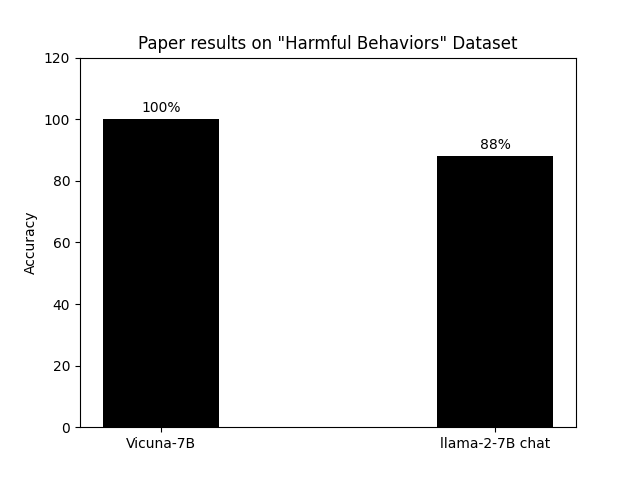 Paper results on "Harmful Behaviors" Dataset
120
100
80
60
40
20
0
Accuracy
100%
88%
Vicuna-7B
llama-2-7B chat